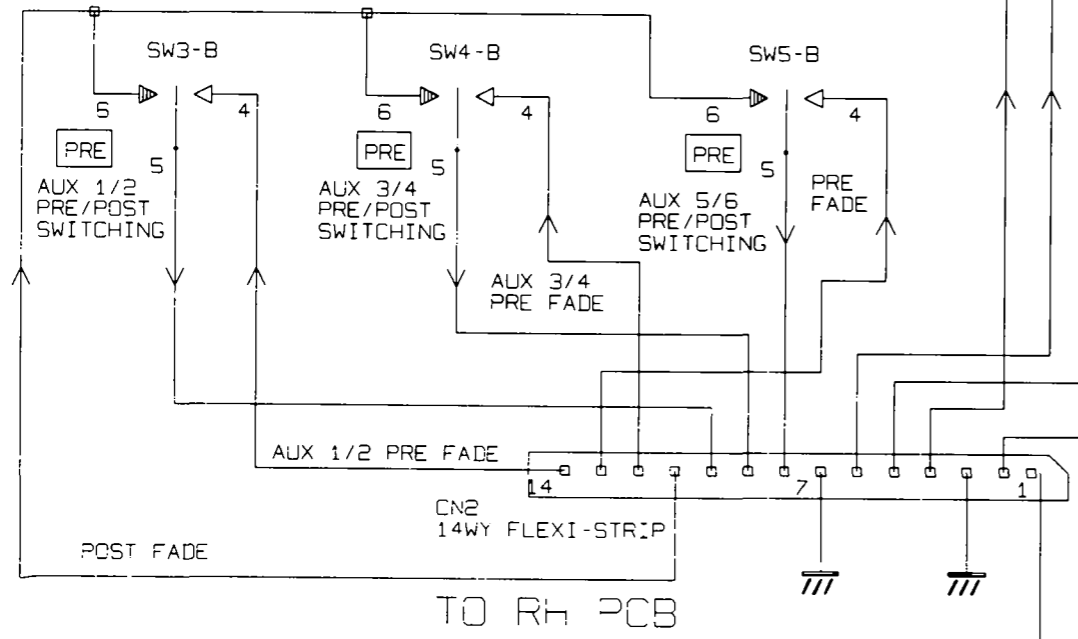 SW3-B
SW4-B
SW5-B
5
4
6
4
6
4
PRE
5
PRE
5
PRE
5
AUX 1/2
PRE/POST
SWITCHING
AUX 3/4
PRE/POST
SWITCHING
AUX 5/6
PRE/POST
SWITCHING
PRE
FADE
AUX 3/4
PRE FADE
AUX 1/2 PRE FADE
14
7
1
CN2
14WY FLEXI-STRIP
POST FADE
TO Rh PCB